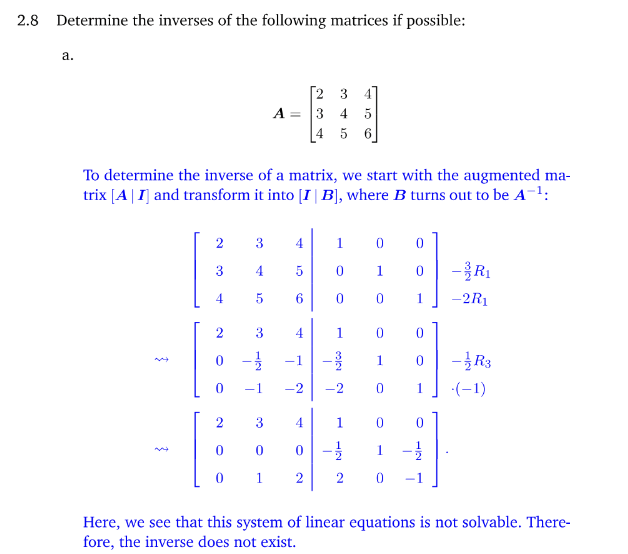 2.8 Determine the inverses of the following matrices if possible:
a.
A = [2 3 4
3 4 5
4 5 6]
To determine the inverse of a matrix, we start with the augmented ma-
trix [A | I] and transform it into [I | B], where B turns out to be A⁻¹:
[ 2 3 4 | 1 0 0 ]
[ 3 4 5 | 0 1 0 ] −3/2 R₁
[ 4 5 6 | 0 0 1 ] −2R₁
[ 2 3 4 | 1 0 0 ]
⇝ [ 0 −1/2 −1 | −3/2 1 0 ] −1/2 R₃
[ 0 −1 −2 | −2 0 1 ] ·(−1)
[ 2 3 4 | 1 0 0 ]
⇝ [ 0 0 0 | −1/2 1 −1/2 ] .
[ 0 1 2 | 2 0 −1 ]
Here, we see that this system of linear equations is not solvable. There-
fore, the inverse does not exist.